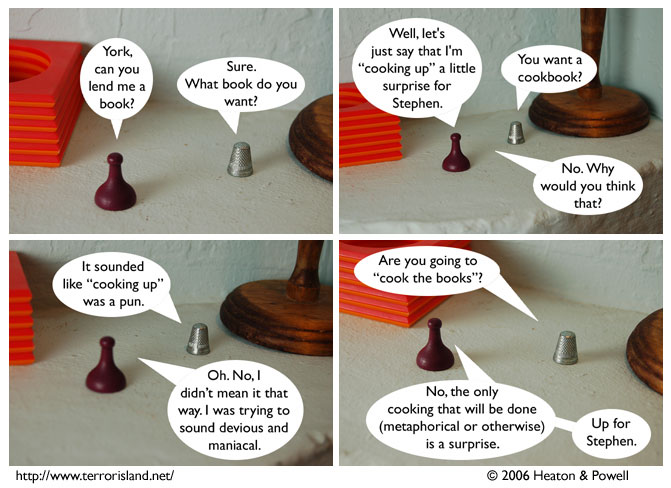 York,
can you
lend me a
book?
Sure.
What book do you
want?
Well, let's
just say that I'm
“cooking up” a little
surprise for
Stephen.
You want a
cookbook?
No. Why
would you think
that?
It sounded
like “cooking up”
was a pun.
Oh. No, I
didn't mean it that
way. I was trying to
sound devious and
maniacal.
Are you going to
“cook the books”?
No, the only
cooking that will be done
(metaphorical or otherwise)
is a surprise.
Up for
Stephen.
http://www.terrorisland.net/
© 2006 Heaton & Powell